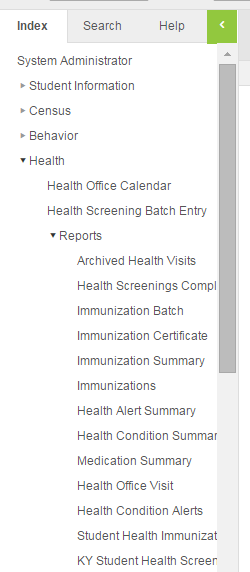 Index Search Help
System Administrator
Student Information
Census
Behavior
Health
Health Office Calendar
Health Screening Batch Entry
Reports
Archived Health Visits
Health Screenings Compl
Immunization Batch
Immunization Certificate
Immunization Summary
Immunizations
Health Alert Summary
Health Condition Summar
Medication Summary
Health Office Visit
Health Condition Alerts
Student Health Immunizat
KY Student Health Screen